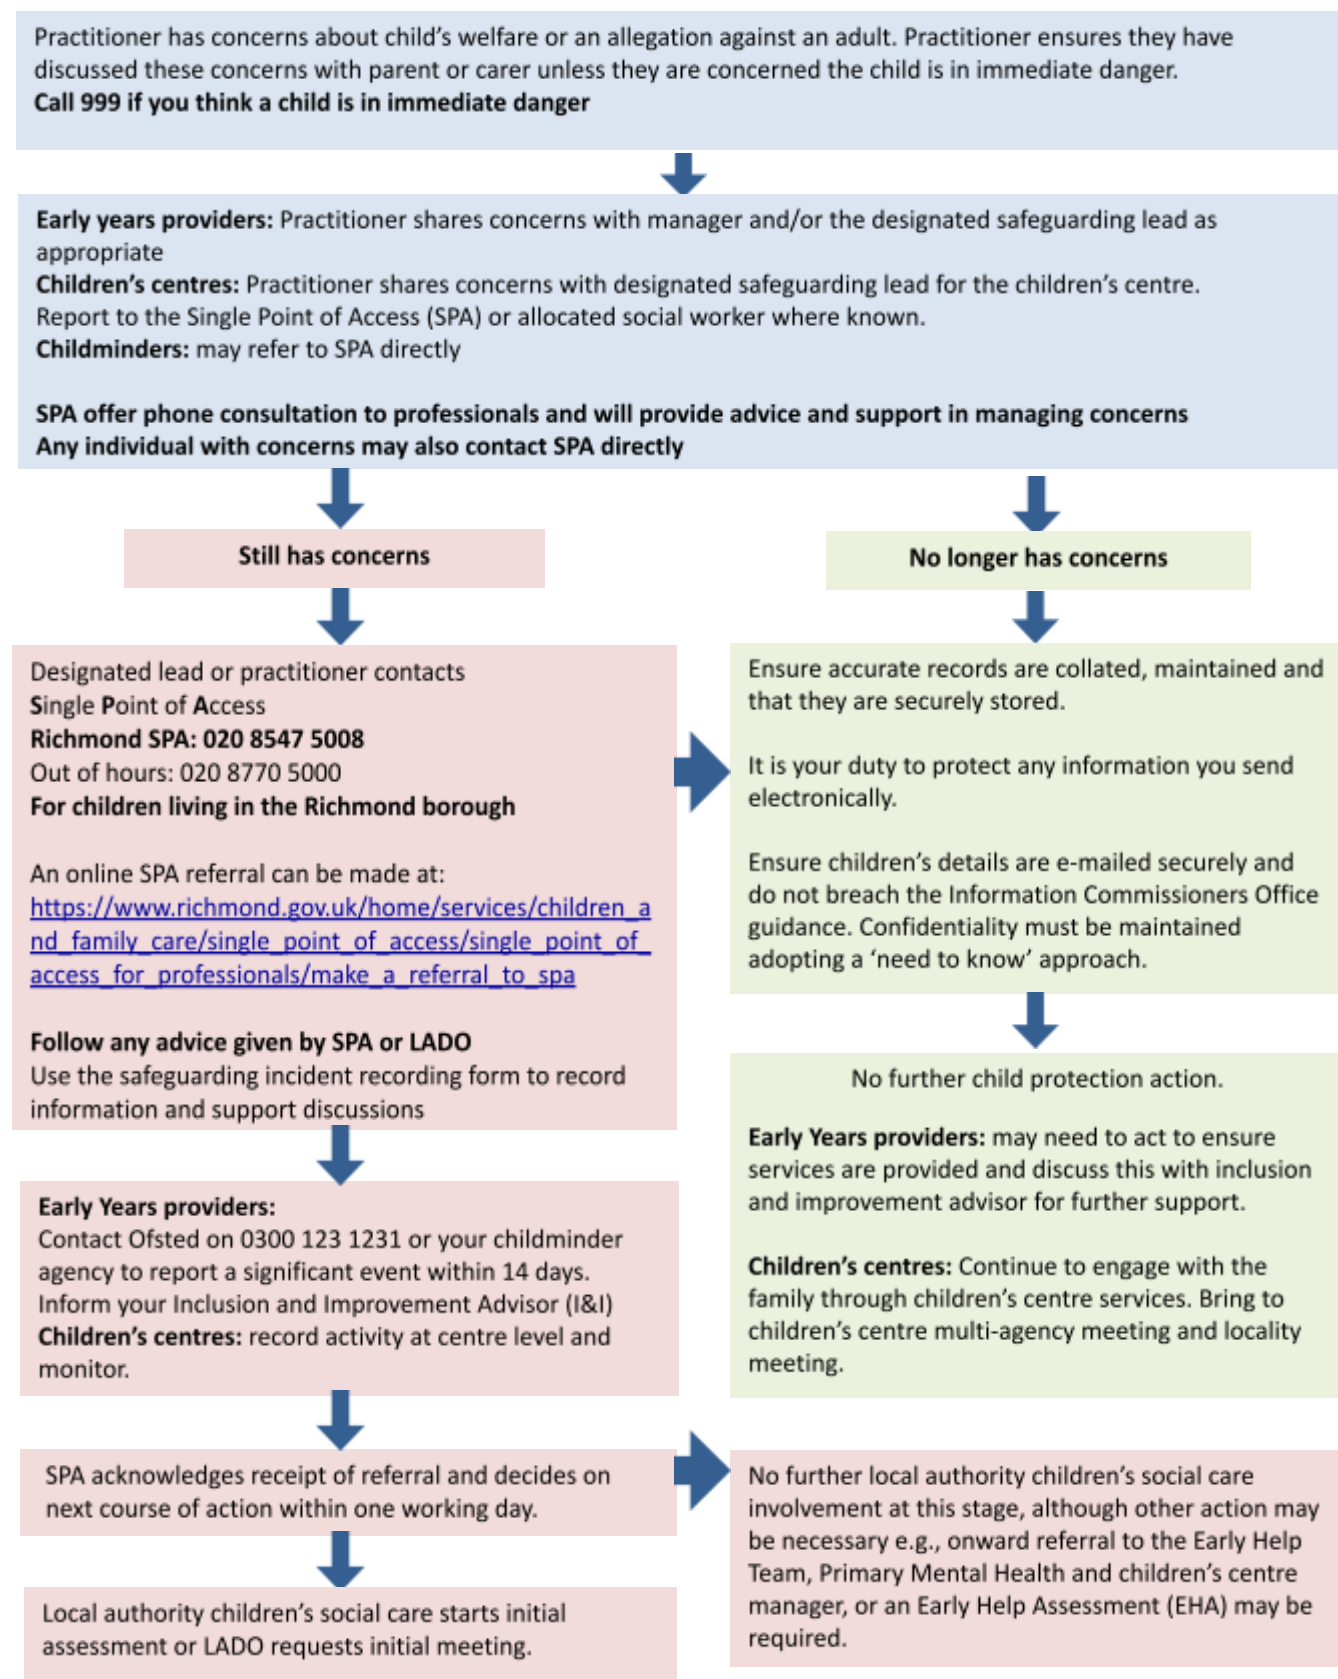 Practitioner has concerns about child’s welfare or an allegation against an adult. Practitioner ensures they have
discussed these concerns with parent or carer unless they are concerned the child is in immediate danger.
Call 999 if you think a child is in immediate danger
Early years providers: Practitioner shares concerns with manager and/or the designated safeguarding lead as
appropriate
Children’s centres: Practitioner shares concerns with designated safeguarding lead for the children’s centre.
Report to the Single Point of Access (SPA) or allocated social worker where known.
Childminders: may refer to SPA directly
SPA offer phone consultation to professionals and will provide advice and support in managing concerns
Any individual with concerns may also contact SPA directly
Still has concerns
No longer has concerns
Designated lead or practitioner contacts
Single Point of Access
Richmond SPA: 020 8547 5008
Out of hours: 020 8770 5000
For children living in the Richmond borough
An online SPA referral can be made at:
https://www.richmond.gov.uk/home/services/children_a
nd_family_care/single_point_of_access/single_point_of_
access_for_professionals/make_a_referral_to_spa
Follow any advice given by SPA or LADO
Use the safeguarding incident recording form to record
information and support discussions
Ensure accurate records are collated, maintained and
that they are securely stored.
It is your duty to protect any information you send
electronically.
Ensure children’s details are e-mailed securely and
do not breach the Information Commissioners Office
guidance. Confidentiality must be maintained
adopting a ‘need to know’ approach.
No further child protection action.
Early Years providers: may need to act to ensure
services are provided and discuss this with inclusion
and improvement advisor for further support.
Children’s centres: Continue to engage with the
family through children’s centre services. Bring to
children’s centre multi-agency meeting and locality
meeting.
Early Years providers:
Contact Ofsted on 0300 123 1231 or your childminder
agency to report a significant event within 14 days.
Inform your Inclusion and Improvement Advisor (I&I)
Children’s centres: record activity at centre level and
monitor.
SPA acknowledges receipt of referral and decides on
next course of action within one working day.
No further local authority children’s social care
involvement at this stage, although other action may
be necessary e.g., onward referral to the Early Help
Team, Primary Mental Health and children’s centre
manager, or an Early Help Assessment (EHA) may be
required.
Local authority children’s social care starts initial
assessment or LADO requests initial meeting.